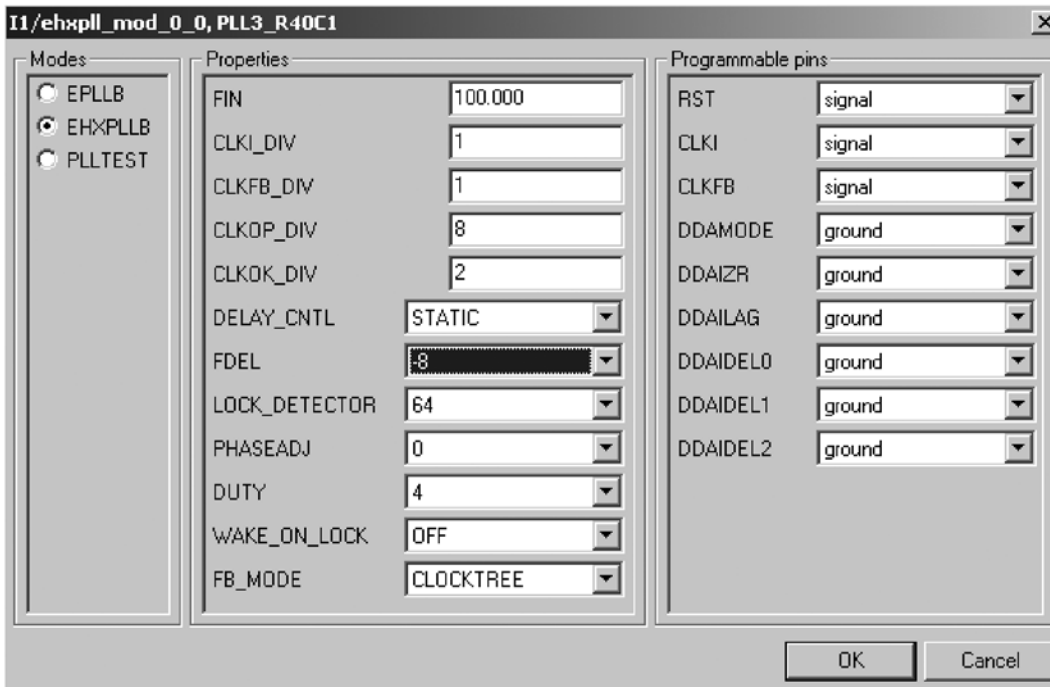 I1/ehxpll_mod_0_0, PLL3_R40C1
Modes
EPLLB
EHXPLLB
PLLTEST
Properties
FIN 100.000
CLKI_DIV 1
CLKFB_DIV 1
CLKOP_DIV 8
CLKOK_DIV 2
DELAY_CNTL STATIC
FDEL -8
LOCK_DETECTOR 64
PHASEADJ 0
DUTY 4
WAKE_ON_LOCK OFF
FB_MODE CLOCKTREE
Programmable pins
RST signal
CLKI signal
CLKFB signal
DDAMODE ground
DDAIZR ground
DDAILAG ground
DDAIDEL0 ground
DDAIDEL1 ground
DDAIDEL2 ground
OK Cancel